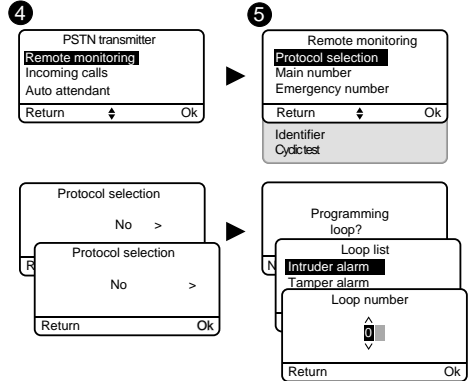 4
PSTN transmitter
Remote monitoring
Incoming calls
Auto attendant
Return Ok
5
Remote monitoring
Protocol selection
Main number
Emergency number
Return Ok
Identifier
Cyclic test
Protocol selection
No >
R
Protocol selection
No >
Return Ok
Programming
loop?
N
Loop list
Intruder alarm
Tamper alarm
Loop number
0
Return Ok